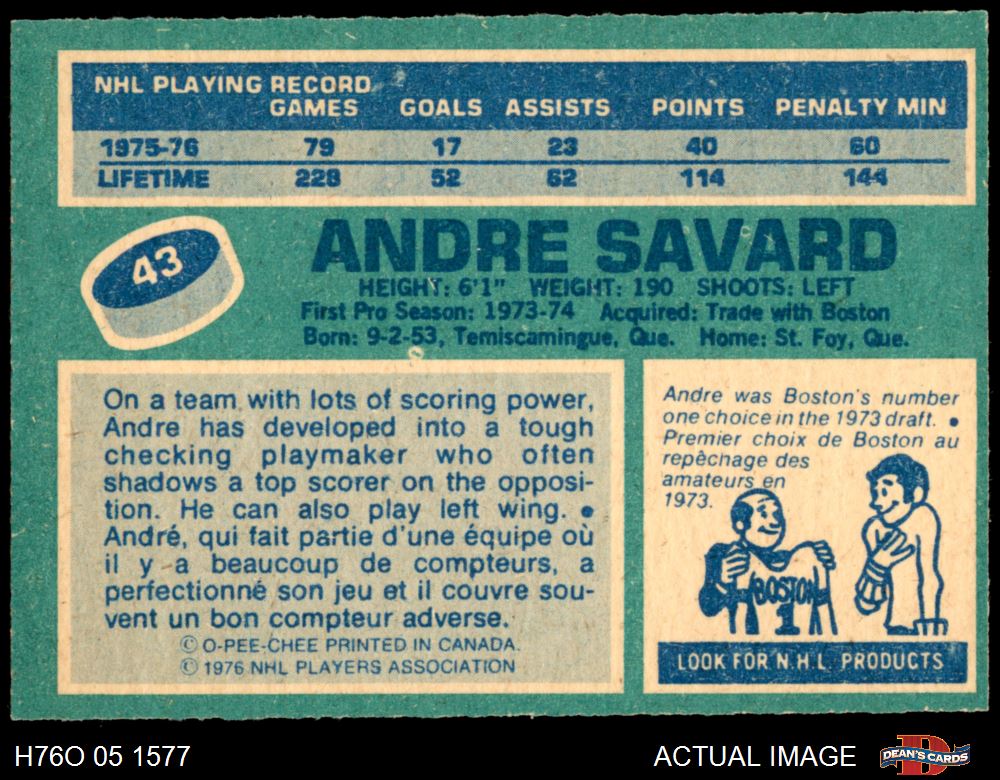 NHL PLAYING RECORD
GAMES GOALS ASSISTS POINTS PENALTY MIN
1975-76 79 17 23 40 60
LIFETIME 228 52 62 114 144
43
ANDRE SAVARD
HEIGHT: 6'1" WEIGHT: 190 SHOOTS: LEFT
First Pro Season: 1973-74 Acquired: Trade with Boston
Born: 9-2-53, Temiscamingue, Que. Home: St. Foy, Que.
On a team with lots of scoring power,
Andre has developed into a tough
checking playmaker who often
shadows a top scorer on the opposi-
tion. He can also play left wing. •
André, qui fait partie d'une équipe où
il y a beaucoup de compteurs, a
perfectionné son jeu et il couvre sou-
vent un bon compteur adverse.
© O-PEE-CHEE PRINTED IN CANADA.
© 1976 NHL PLAYERS ASSOCIATION
Andre was Boston's number
one choice in the 1973 draft. •
Premier choix de Boston au
repêchage des
amateurs en
1973.
BOSTON
1
LOOK FOR N.H.L. PRODUCTS
H76O 05 1577
ACTUAL IMAGE
DEAN'S CARDS